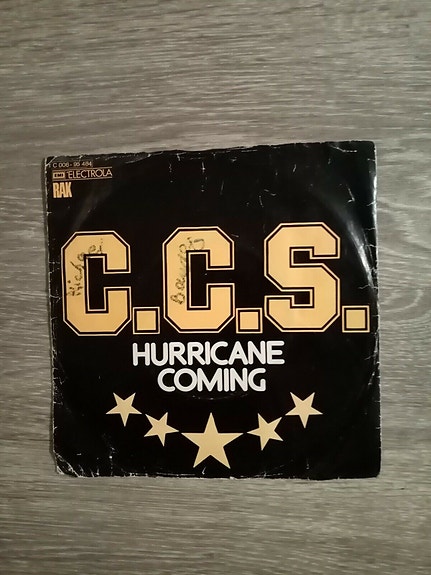 C 006-95 484
EMI ELECTROLA
RAK
C.C.S.
HURRICANE
COMING